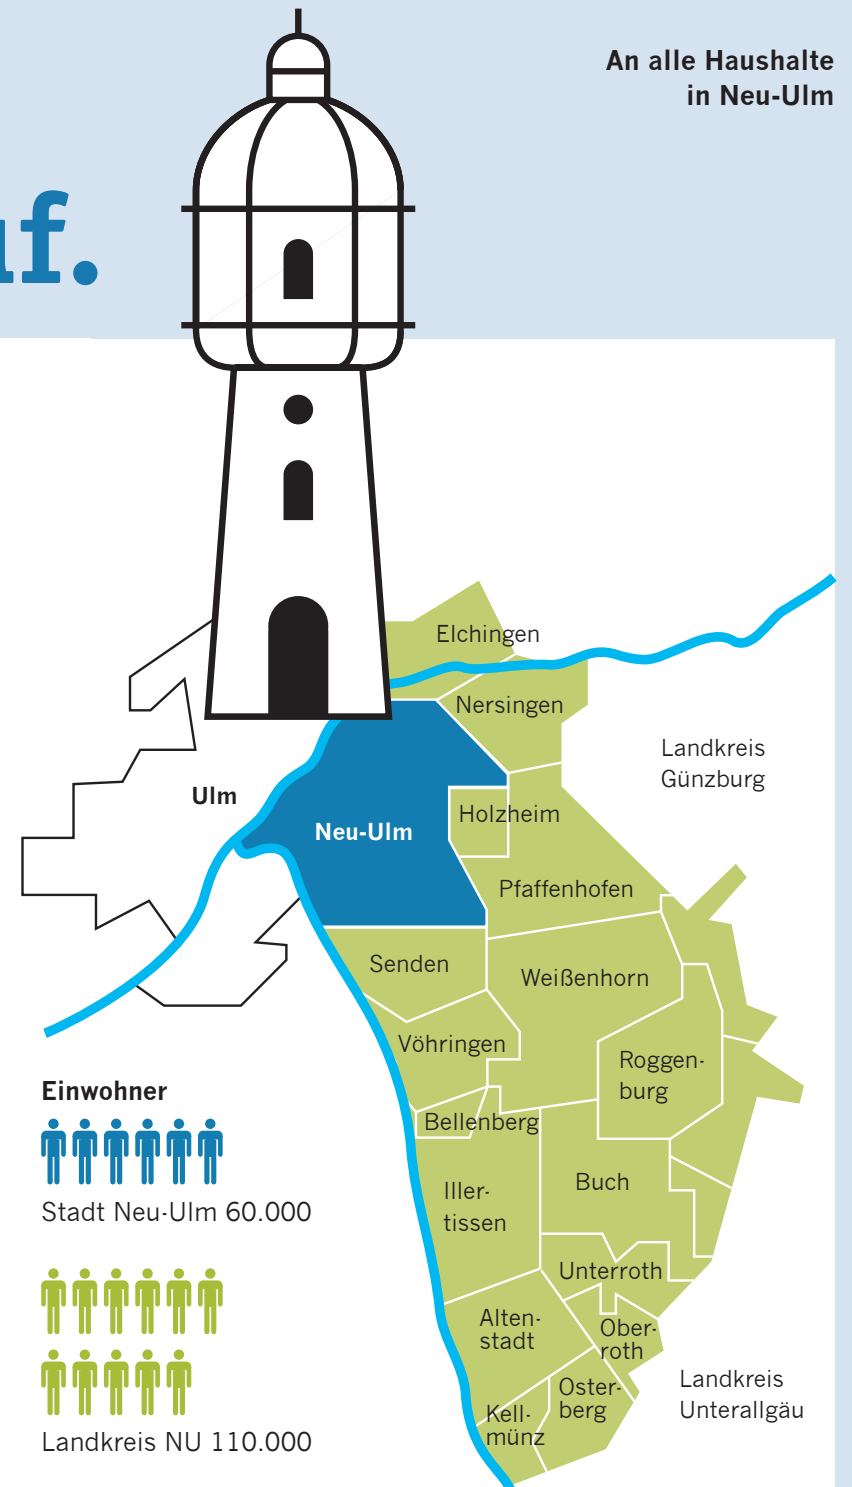 An alle Haushalte
in Neu-Ulm
uf.
Elchingen
Nersingen
Landkreis
Günzburg
Ulm
Neu-Ulm
Holzheim
Pfaffenhofen
Senden
Weißenhorn
Vöhringen
Roggen-
burg
Bellenberg
Buch
Iller-
tissen
Unterroth
Alten-
stadt
Ober-
roth
Landkreis
Unterallgäu
Oster-
berg
Kell-
münz
Einwohner
Stadt Neu-Ulm 60.000
Landkreis NU 110.000